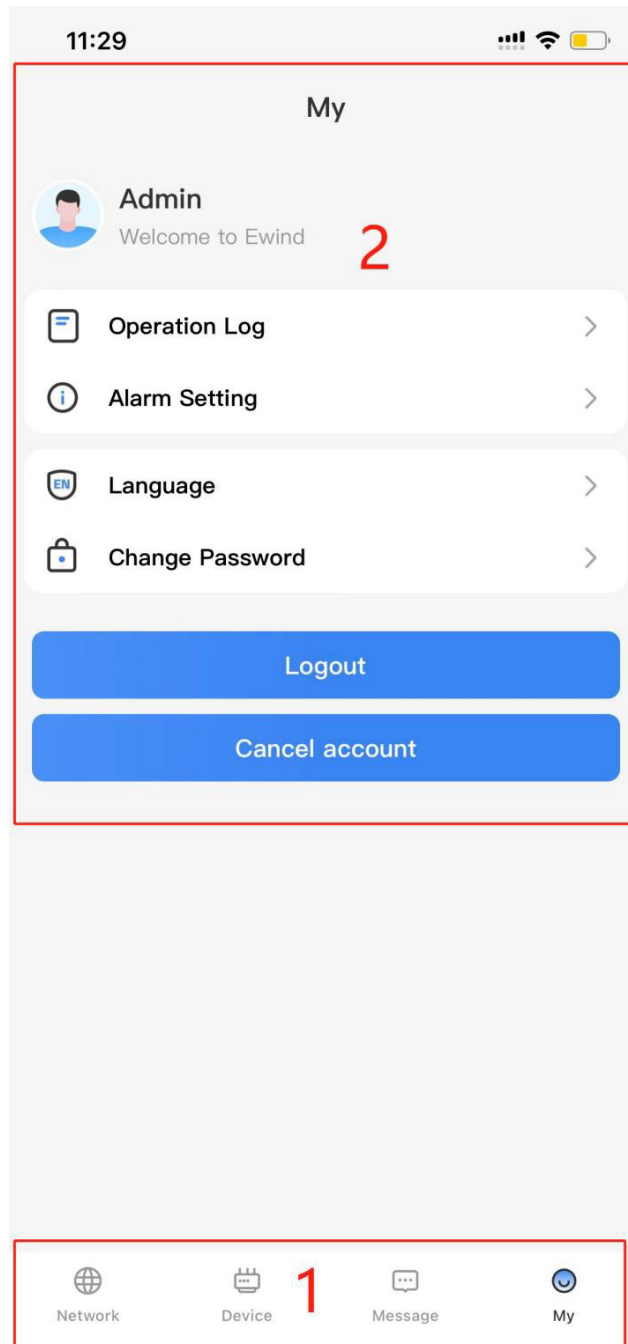 11:29
My
Admin
Welcome to Ewind
2
Operation Log
Alarm Setting
EN
Language
Change Password
Logout
Cancel account
1
Network
Device
Message
My